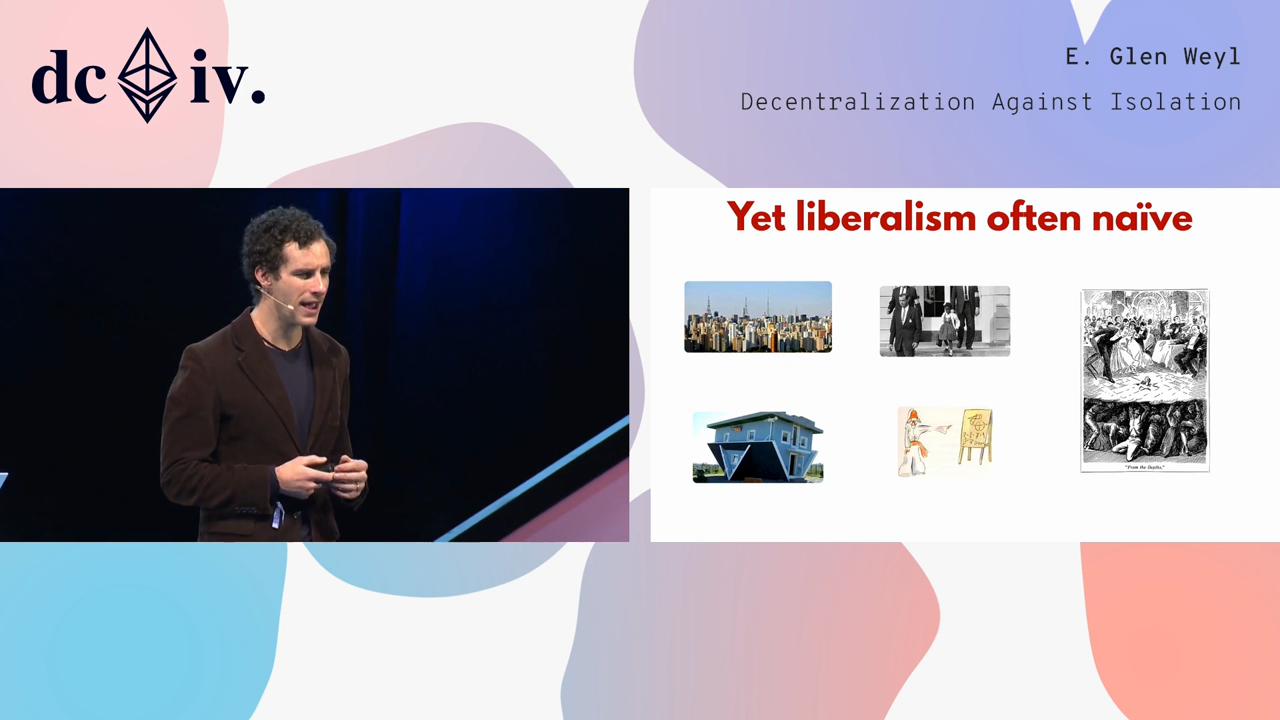 dc iv.
E. Glen Weyl
Decentralization Against Isolation
Yet liberalism often naïve
"From the Depths."